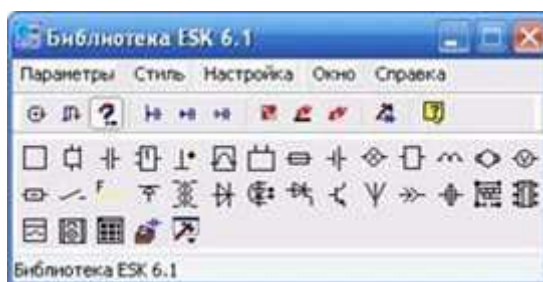 Библиотека ESK 6.1
Параметры Стиль Настройка Окно Справка
Библиотека ESK 6.1